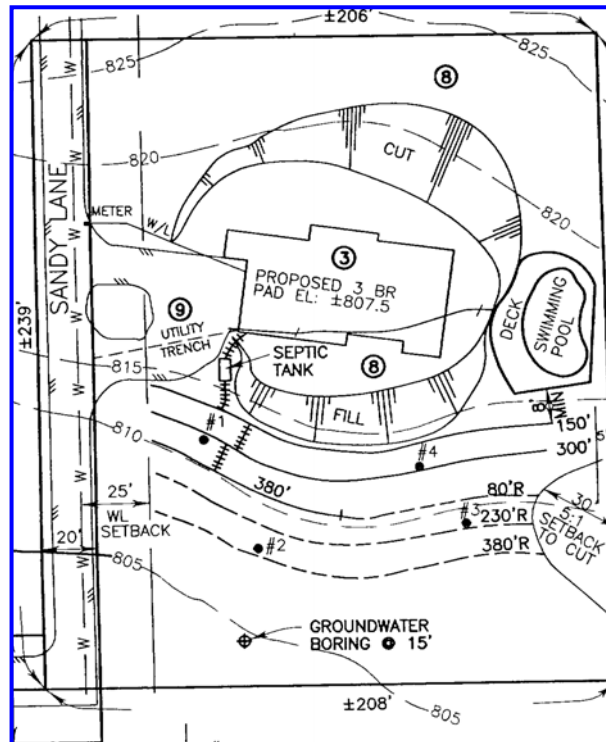 ±206'
825
825
8
CUT
820
820
SANDY LANE
W
W
W
METER
W/L
3
PROPOSED 3 BR
PAD EL: ±807.5
DECK
SWIMMING
POOL
±239'
9
UTILITY
TRENCH
SEPTIC
TANK
8
815
FILL
8'
MIN
150'
300'
5'
810
#1
#4
380'
80'R
230'R
380'R
#3
30'
5:1
SETBACK
TO CUT
25'
WL
SETBACK
20'
#2
805
W
W
GROUNDWATER
BORING @ 15'
±208'
805